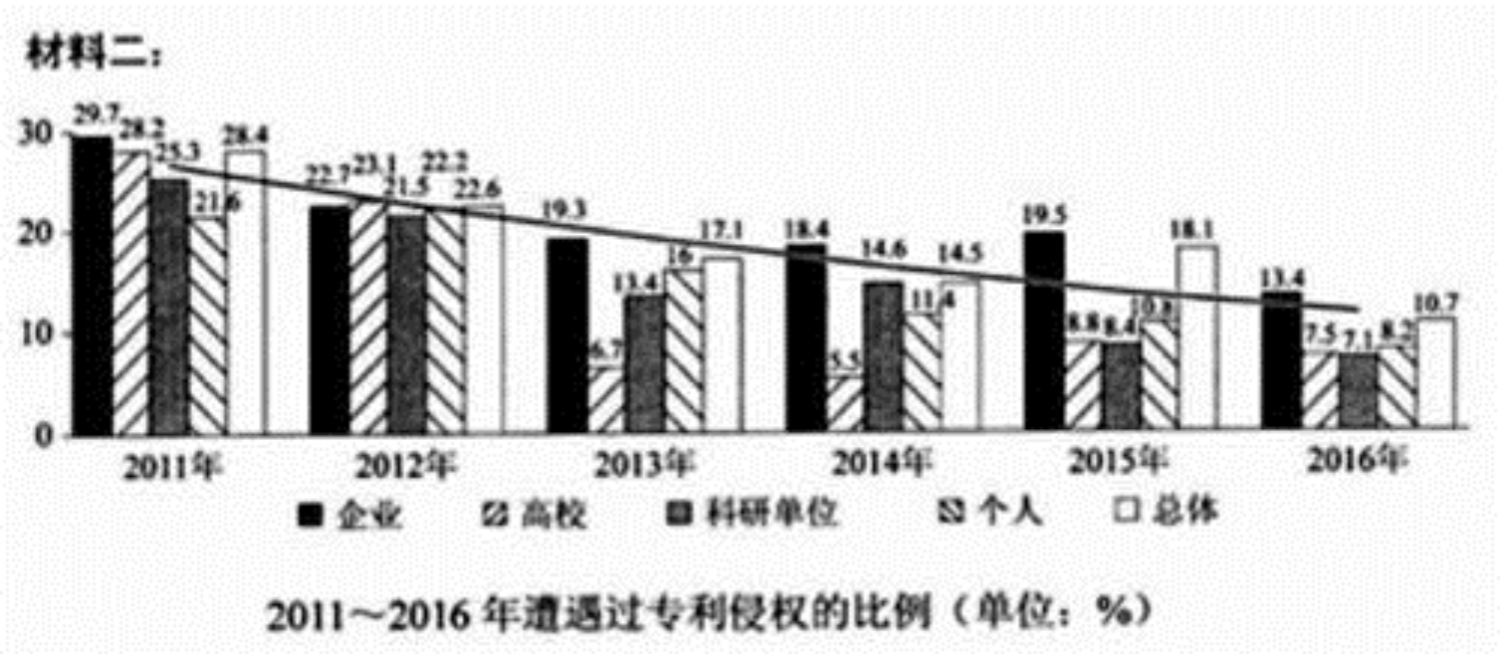 材料二：
30
20
10
0
29.7 28.2 25.3 21.6 28.4
22.7 23.1 21.5 22.2 22.6
19.3 6.7 13.4 16 17.1
18.4 5.5 14.6 11.4 14.5
19.5 8.8 8.4 10.8 18.1
13.4 7.5 7.1 8.2 10.7
2011年 2012年 2013年 2014年 2015年 2016年
企业 高校 科研单位 个人 总体
2011～2016 年遭遇过专利侵权的比例（单位：%）